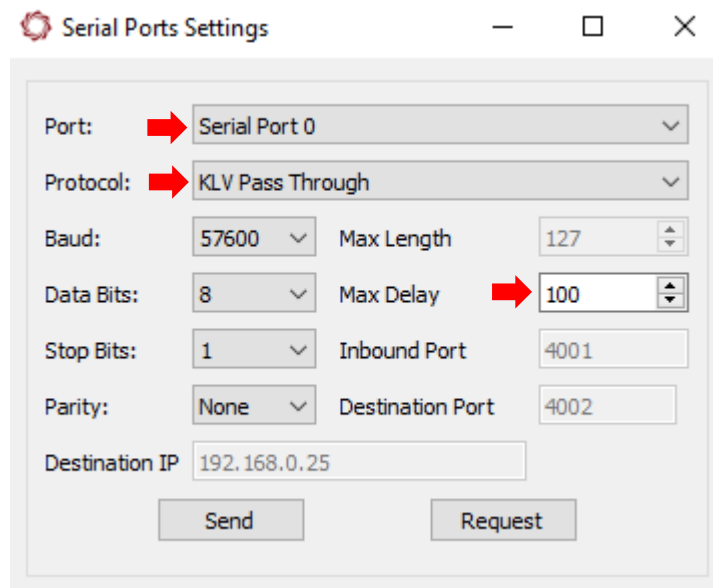 Serial Ports Settings
Port: Serial Port 0
Protocol: KLV Pass Through
Baud: 57600 Max Length 127
Data Bits: 8 Max Delay 100
Stop Bits: 1 Inbound Port 4001
Parity: None Destination Port 4002
Destination IP 192.168.0.25
Send Request